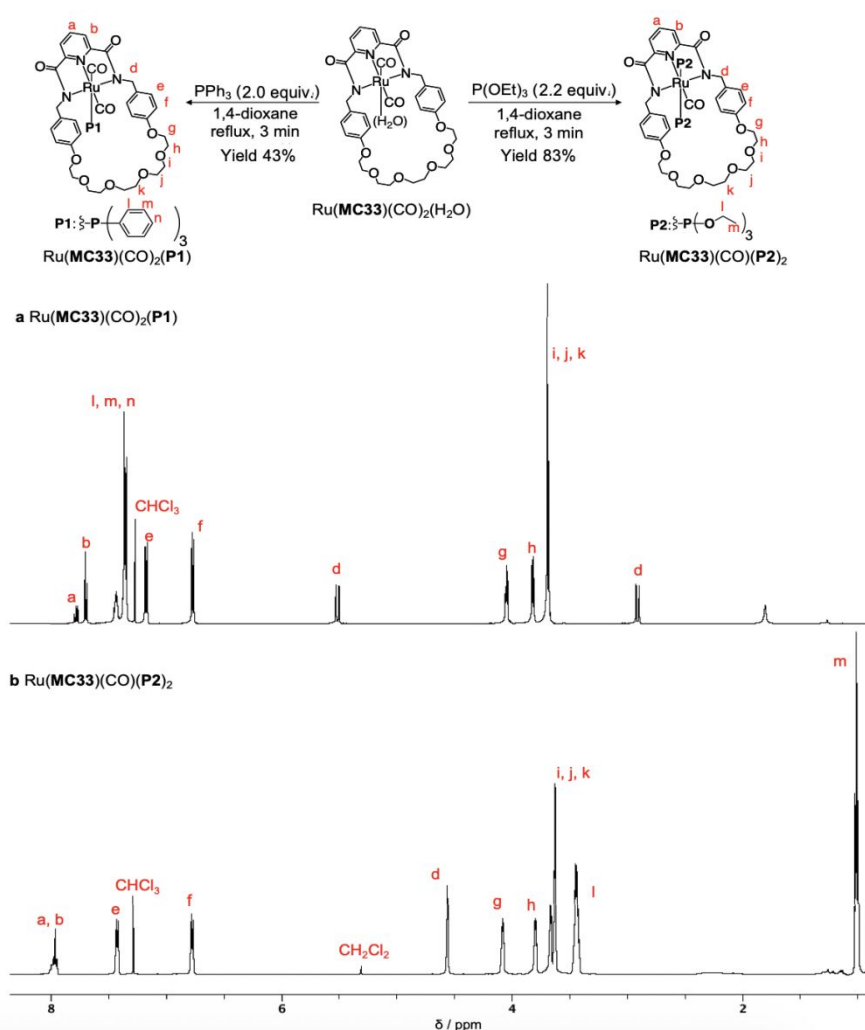 a
b
O
N
CO
O
N
N
Ru
CO
P1
d
e
f
O
O
g
h
O
i
O
O
O
k
j
PPh3 (2.0 equiv.)
1,4-dioxane
reflux, 3 min
Yield 43%
O
N
CO
O
N
N
Ru
CO
(H2O)
O
O
O
O
O
O
Ru(MC33)(CO)2(H2O)
P(OEt)3 (2.2 equiv.)
1,4-dioxane
reflux, 3 min
Yield 83%
a
b
O
N
P2
O
N
N
Ru
CO
P2
d
e
f
O
O
g
h
O
i
O
O
O
k
j
P1: P l m n 3
Ru(MC33)(CO)2(P1)
P2: P O l m 3
Ru(MC33)(CO)(P2)2
a Ru(MC33)(CO)2(P1)
i, j, k
l, m, n
CHCl3
b
a
e
f
d
g
h
d
b Ru(MC33)(CO)(P2)2
m
i, j, k
a, b
e
CHCl3
f
CH2Cl2
d
g
h
l
8 6 4 2
δ / ppm